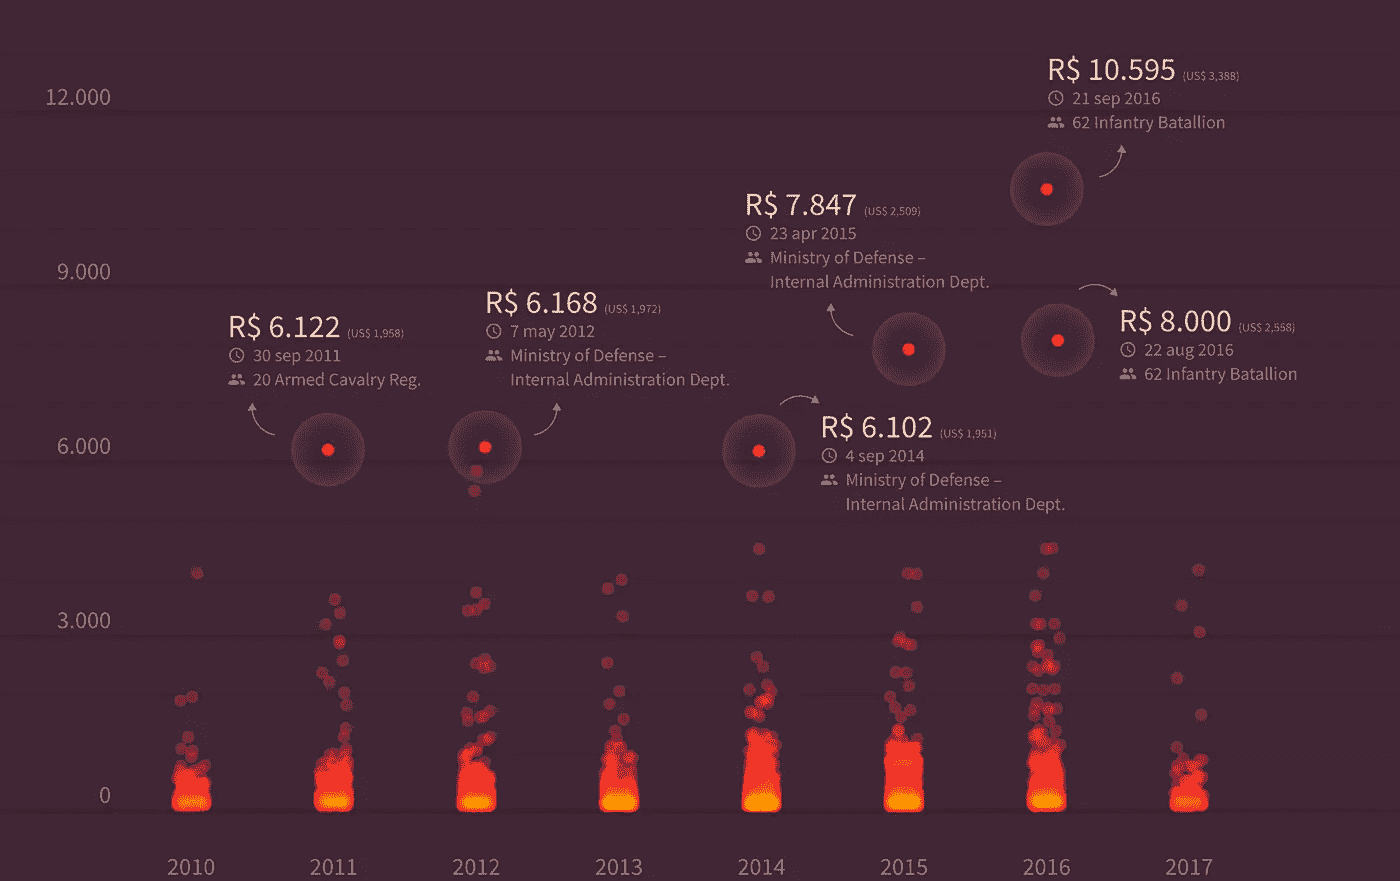 R$ 10.595 (US$ 3,388)
21 sep 2016
62 Infantry Batallion
12.000
R$ 7.847 (US$ 2,509)
23 apr 2015
Ministry of Defense –
Internal Administration Dept.
9.000
R$ 6.122 (US$ 1,958)
30 sep 2011
20 Armed Cavalry Reg.
R$ 6.168 (US$ 1,972)
7 may 2012
Ministry of Defense –
Internal Administration Dept.
R$ 8.000 (US$ 2,558)
22 aug 2016
62 Infantry Batallion
R$ 6.102 (US$ 1,951)
4 sep 2014
Ministry of Defense –
Internal Administration Dept.
6.000
3.000
0
2010 2011 2012 2013 2014 2015 2016 2017